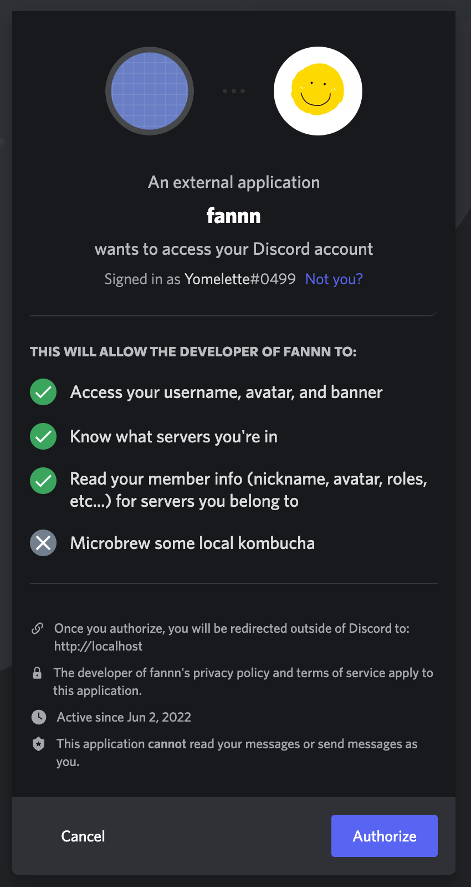 An external application
fannn
wants to access your Discord account
Signed in as Yomelette#0499 Not you?
THIS WILL ALLOW THE DEVELOPER OF FANNN TO:
Access your username, avatar, and banner
Know what servers you're in
Read your member info (nickname, avatar, roles,
etc...) for servers you belong to
Microbrew some local kombucha
Once you authorize, you will be redirected outside of Discord to:
http://localhost
The developer of fannn's privacy policy and terms of service apply to
this application.
Active since Jun 2, 2022
This application cannot read your messages or send messages as
you.
Cancel
Authorize